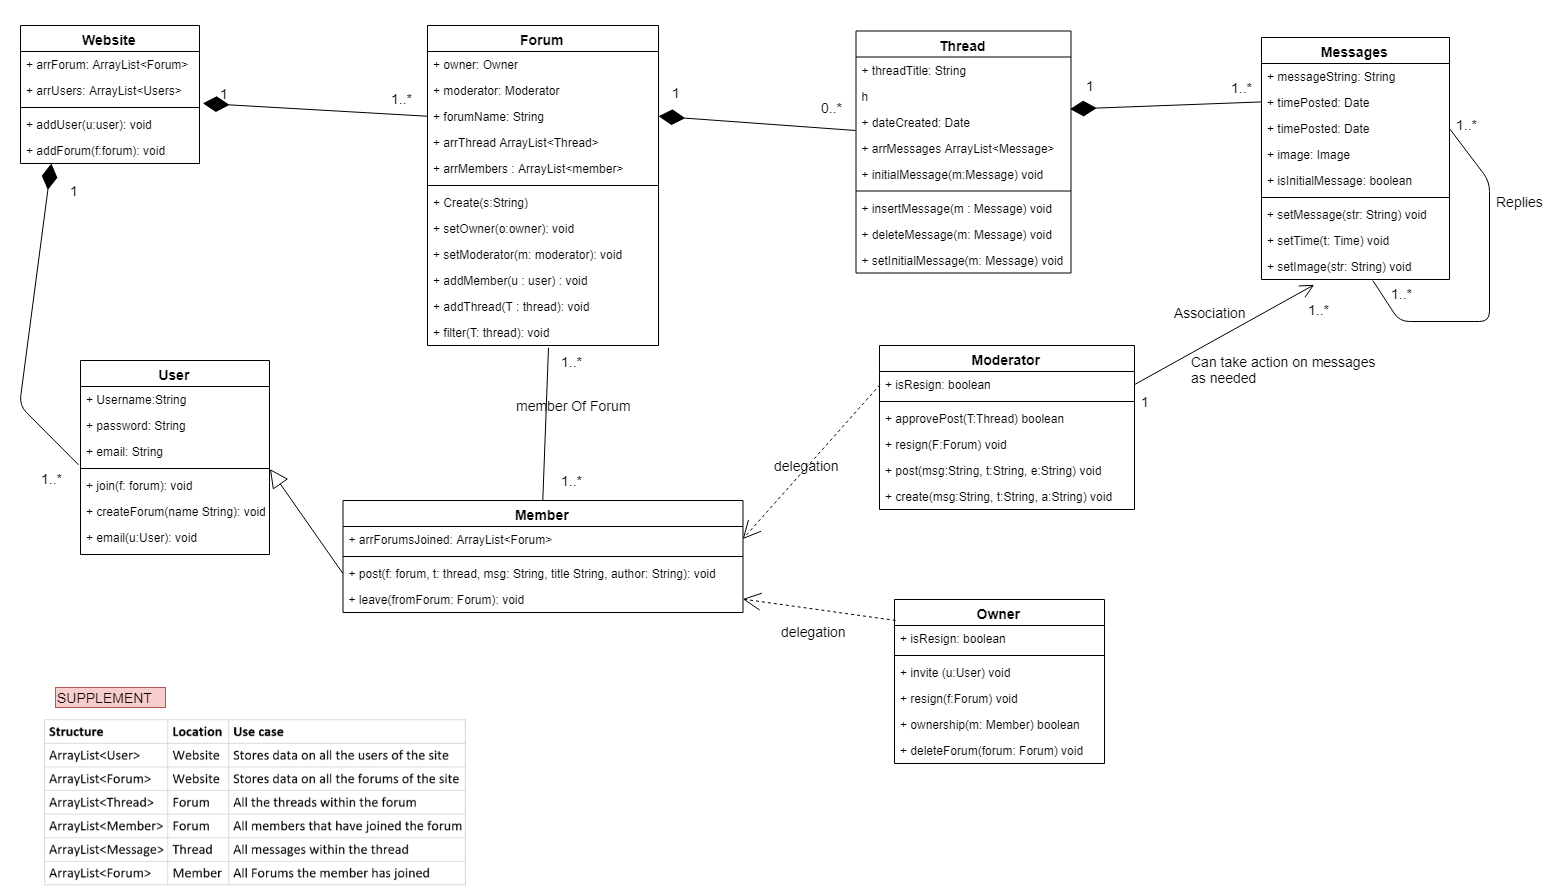 Website
+ arrForum: ArrayList<Forum>
+ arrUsers: ArrayList<Users>
+ addUser(u:user): void
+ addForum(f:forum): void
1
1..*
1
1..*
Forum
+ owner: Owner
+ moderator: Moderator
+ forumName: String
+ arrThread ArrayList<Thread>
+ arrMembers : ArrayList<member>
+ Create(s:String)
+ setOwner(o:owner): void
+ setModerator(m: moderator): void
+ addMember(u : user) : void
+ addThread(T : thread): void
+ filter(T: thread): void
1
0..*
Thread
+ threadTitle: String
h
+ dateCreated: Date
+ arrMessages ArrayList<Message>
+ initialMessage(m:Message) void
+ insertMessage(m : Message) void
+ deleteMessage(m: Message) void
+ setInitialMessage(m: Message) void
1
1..*
Messages
+ messageString: String
+ timePosted: Date
+ timePosted: Date
+ image: Image
+ isInitialMessage: boolean
+ setMessage(str: String) void
+ setTime(t: Time) void
+ setImage(str: String) void
1..*
Replies
1..*
Association
1..*
Can take action on messages
as needed
1
User
+ Username:String
+ password: String
+ email: String
+ join(f: forum): void
+ createForum(name String): void
+ email(u:User): void
1..*
member Of Forum
1..*
Member
+ arrForumsJoined: ArrayList<Forum>
+ post(f: forum, t: thread, msg: String, title String, author: String): void
+ leave(fromForum: Forum): void
Moderator
+ isResign: boolean
+ approvePost(T:Thread) boolean
+ resign(F:Forum) void
+ post(msg:String, t:String, e:String) void
+ create(msg:String, t:String, a:String) void
delegation
delegation
Owner
+ isResign: boolean
+ invite (u:User) void
+ resign(f:Forum) void
+ ownership(m: Member) boolean
+ deleteForum(forum: Forum) void
SUPPLEMENT
Structure Location Use case
ArrayList<User> Website Stores data on all the users of the site
ArrayList<Forum> Website Stores data on all the forums of the site
ArrayList<Thread> Forum All the threads within the forum
ArrayList<Member> Forum All members that have joined the forum
ArrayList<Message> Thread All messages within the thread
ArrayList<Forum> Member All Forums the member has joined